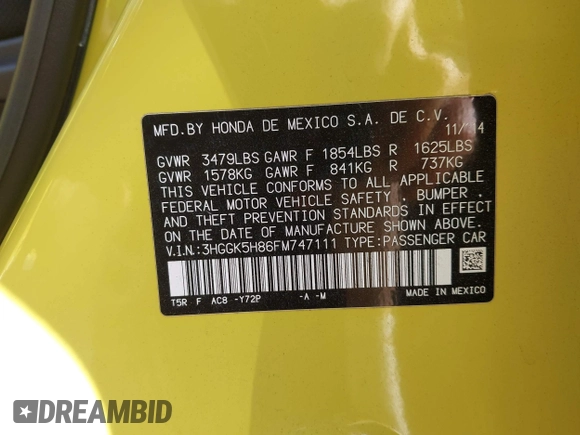 MFD.BY HONDA DE MEXICO S.A. DE C.V.
11/'14
GVWR 3479LBS GAWR F 1854LBS R 1625LBS
GVWR 1578KG GAWR F 841KG R 737KG
THIS VEHICLE CONFORMS TO ALL APPLICABLE
FEDERAL MOTOR VEHICLE SAFETY . BUMPER .
AND THEFT PREVENTION STANDARDS IN EFFECT
ON THE DATE OF MANUFACTURE SHOWN ABOVE.
V.I.N.:3HGGK5H86FM747111 TYPE:PASSENGER CAR
T5R F AC8 -Y72P -A -M MADE IN MEXICO
DREAMBID